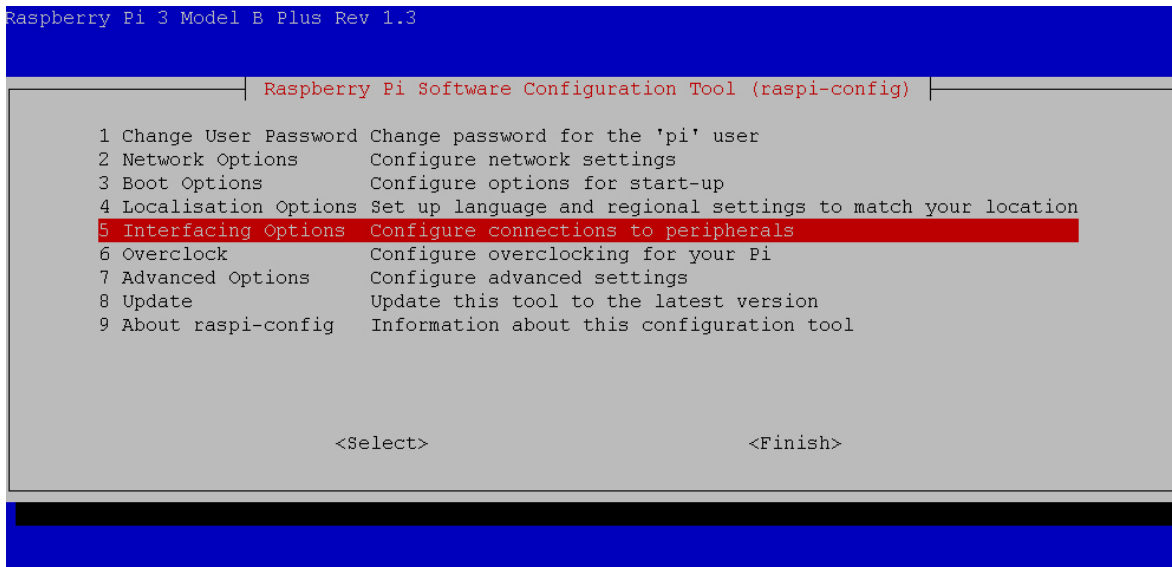 Raspberry Pi 3 Model B Plus Rev 1.3
Raspberry Pi Software Configuration Tool (raspi-config)
1 Change User Password Change password for the 'pi' user
2 Network Options Configure network settings
3 Boot Options Configure options for start-up
4 Localisation Options Set up language and regional settings to match your location
5 Interfacing Options Configure connections to peripherals
6 Overclock Configure overclocking for your Pi
7 Advanced Options Configure advanced settings
8 Update Update this tool to the latest version
9 About raspi-config Information about this configuration tool
<Select> <Finish>